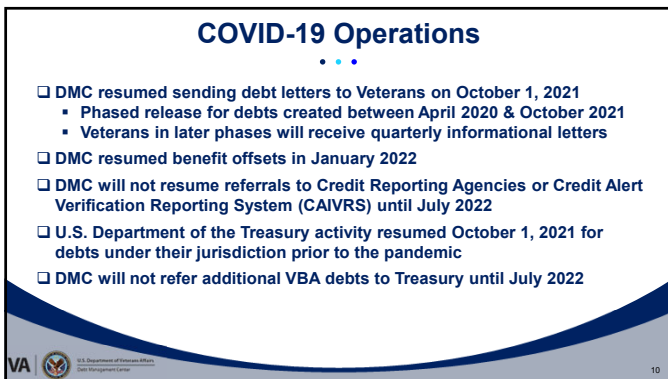 COVID-19 Operations
❑ DMC resumed sending debt letters to Veterans on October 1, 2021
▪ Phased release for debts created between April 2020 & October 2021
▪ Veterans in later phases will receive quarterly informational letters
❑ DMC resumed benefit offsets in January 2022
❑ DMC will not resume referrals to Credit Reporting Agencies or Credit Alert
Verification Reporting System (CAIVRS) until July 2022
❑ U.S. Department of the Treasury activity resumed October 1, 2021 for
debts under their jurisdiction prior to the pandemic
❑ DMC will not refer additional VBA debts to Treasury until July 2022
VA
U.S. Department of Veterans Affairs
Debt Management Center
10